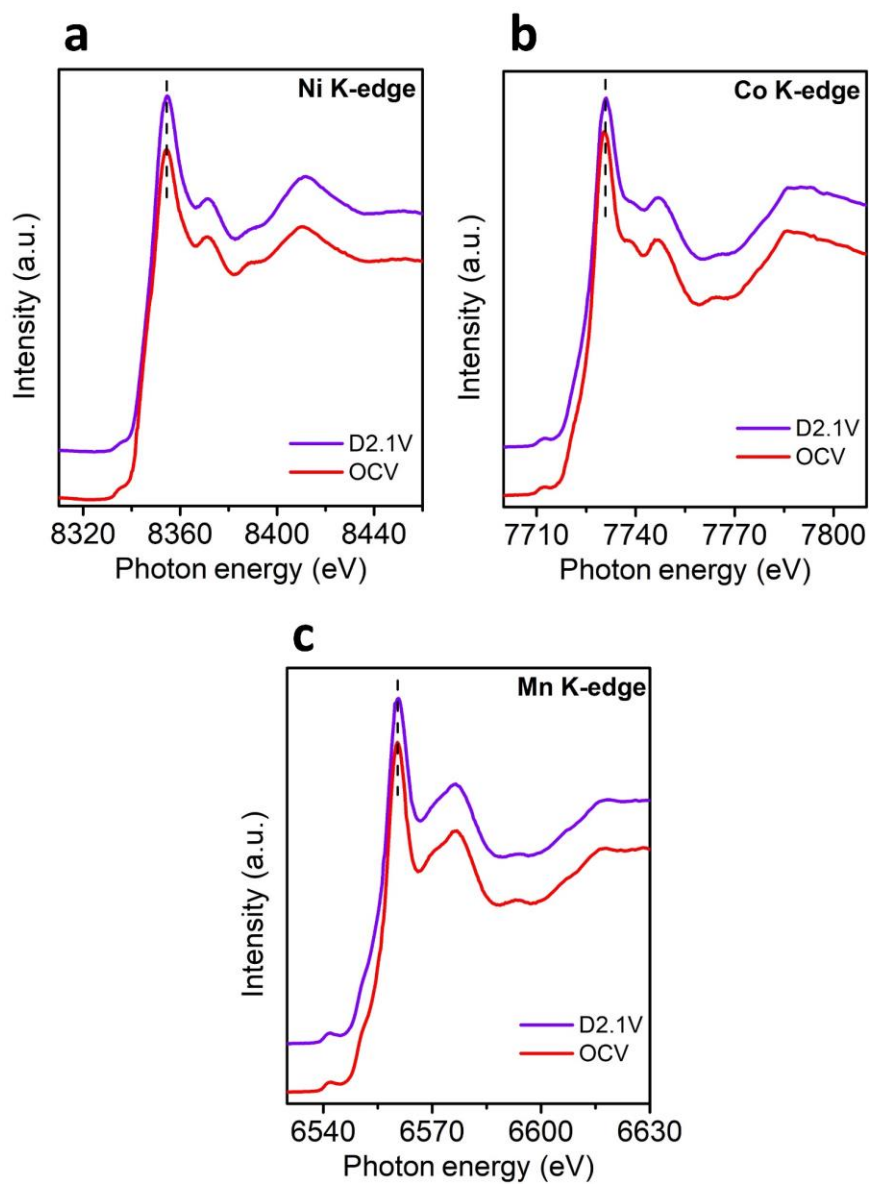 a
Ni K-edge
Intensity (a.u.)
D2.1V
OCV
8320 8360 8400 8440
Photon energy (eV)
b
Co K-edge
Intensity (a.u.)
D2.1V
OCV
7710 7740 7770 7800
Photon energy (eV)
c
Mn K-edge
Intensity (a.u.)
D2.1V
OCV
6540 6570 6600 6630
Photon energy (eV)